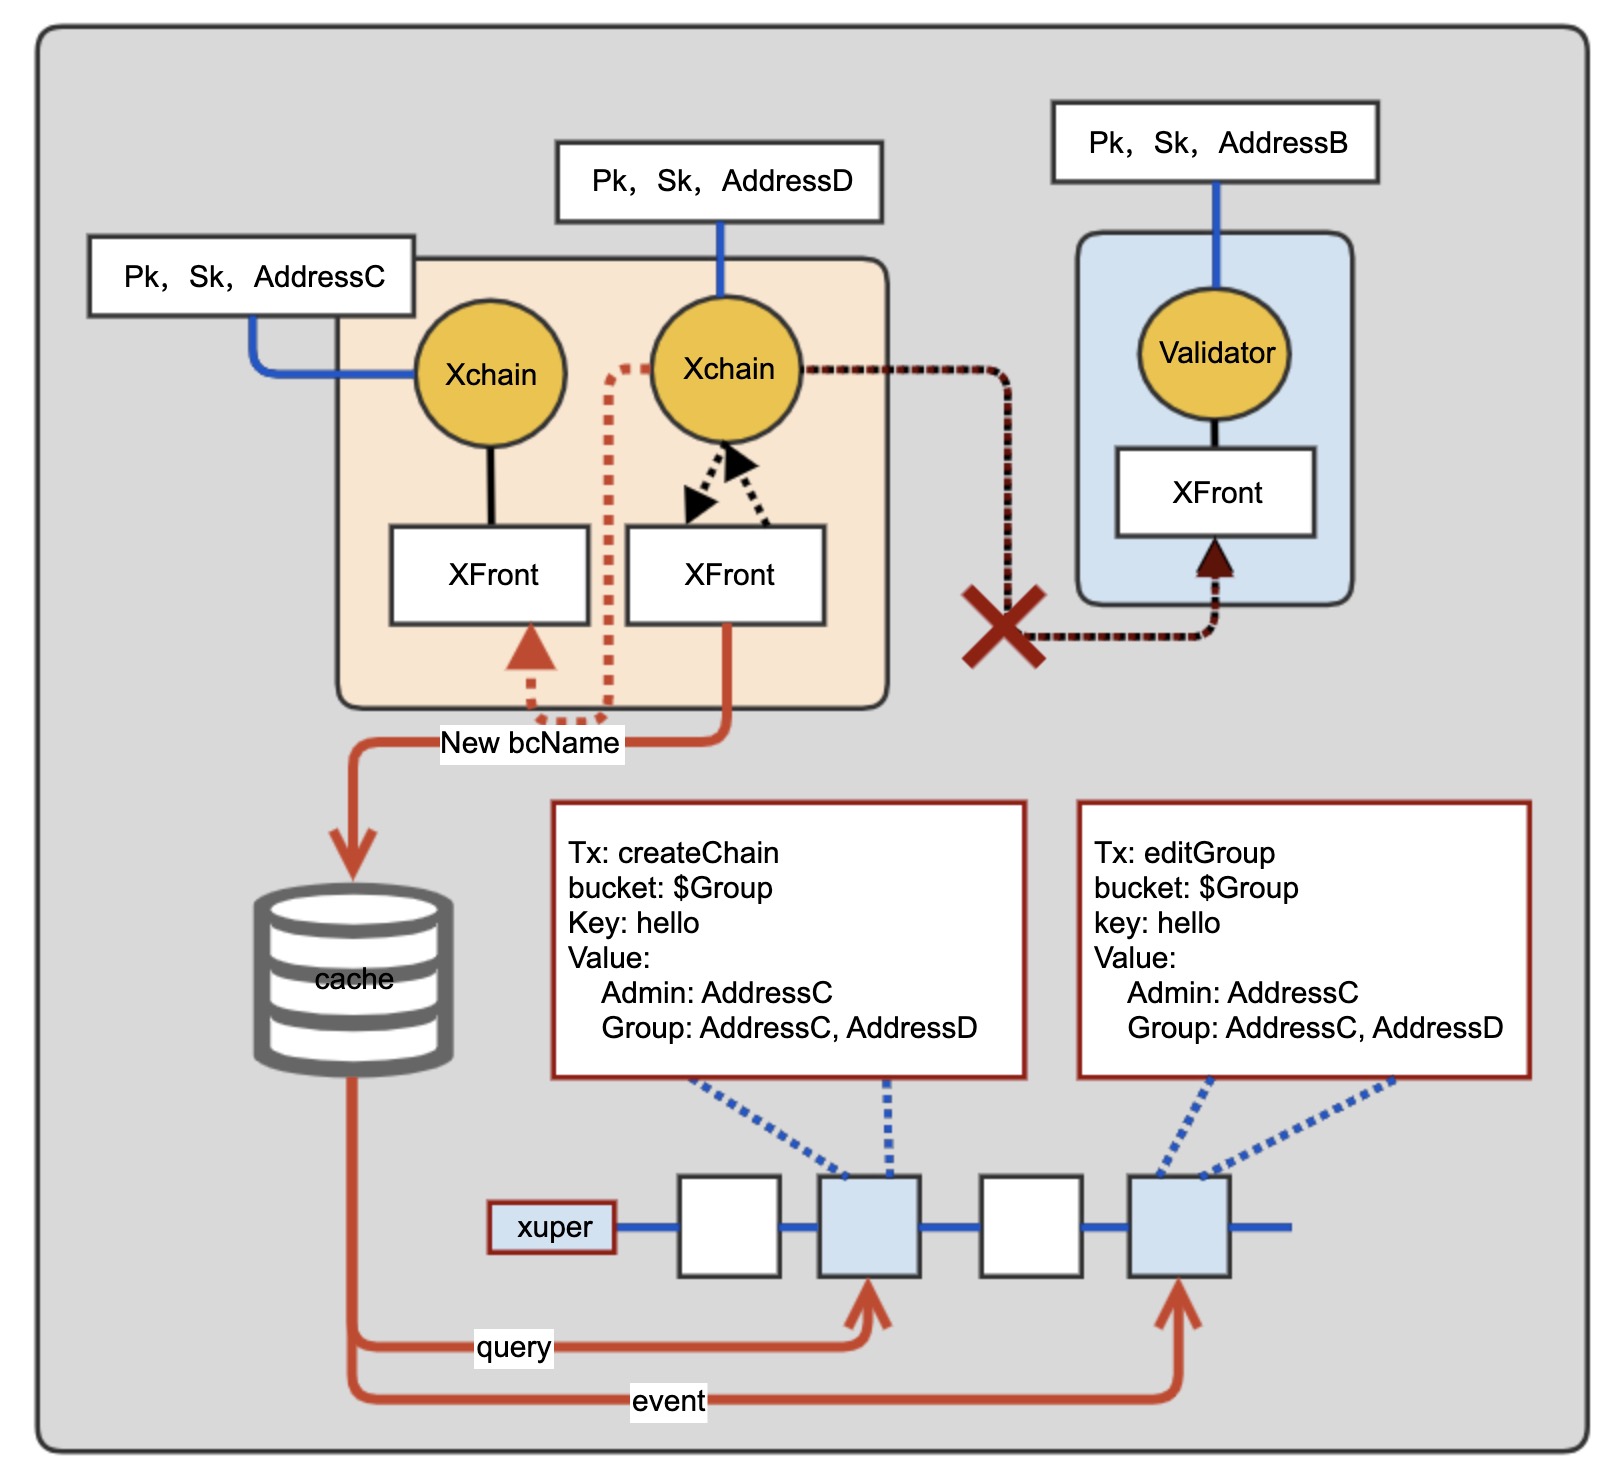 Pk，Sk，AddressB
Pk，Sk，AddressD
Pk，Sk，AddressC
Xchain
Xchain
Validator
XFront
XFront
XFront
New bcName
cache
Tx: createChain
bucket: $Group
Key: hello
Value:
Admin: AddressC
Group: AddressC, AddressD
Tx: editGroup
bucket: $Group
key: hello
Value:
Admin: AddressC
Group: AddressC, AddressD
xuper
query
event